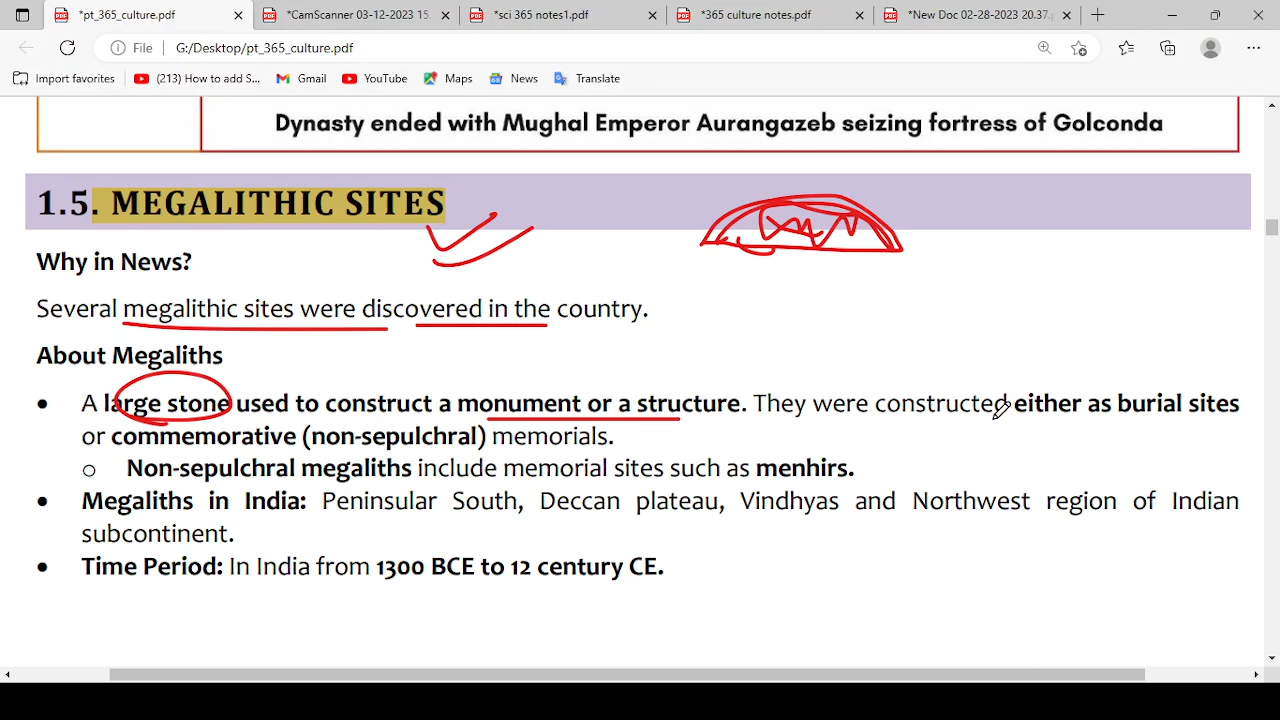 *pt_365_culture.pdf
*CamScanner 03-12-2023 15.
*sci 365 notes1.pdf
*365 culture notes.pdf
*New Doc 02-28-2023 20.37.p
File G:/Desktop/pt_365_culture.pdf
Import favorites (213) How to add S... Gmail YouTube Maps News Translate
Dynasty ended with Mughal Emperor Aurangazeb seizing fortress of Golconda
1.5. MEGALITHIC SITES
Why in News?
Several megalithic sites were discovered in the country.
About Megaliths
• A large stone used to construct a monument or a structure. They were constructed either as burial sites
or commemorative (non-sepulchral) memorials.
o Non-sepulchral megaliths include memorial sites such as menhirs.
• Megaliths in India: Peninsular South, Deccan plateau, Vindhyas and Northwest region of Indian
subcontinent.
• Time Period: In India from 1300 BCE to 12 century CE.